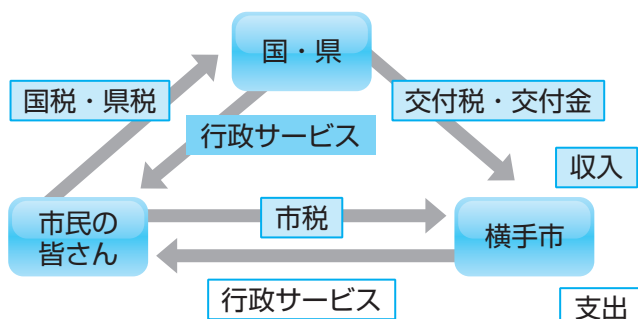 国・県
国税・県税
交付税・交付金
行政サービス
収入
市民の
皆さん
市税
横手市
行政サービス
支出